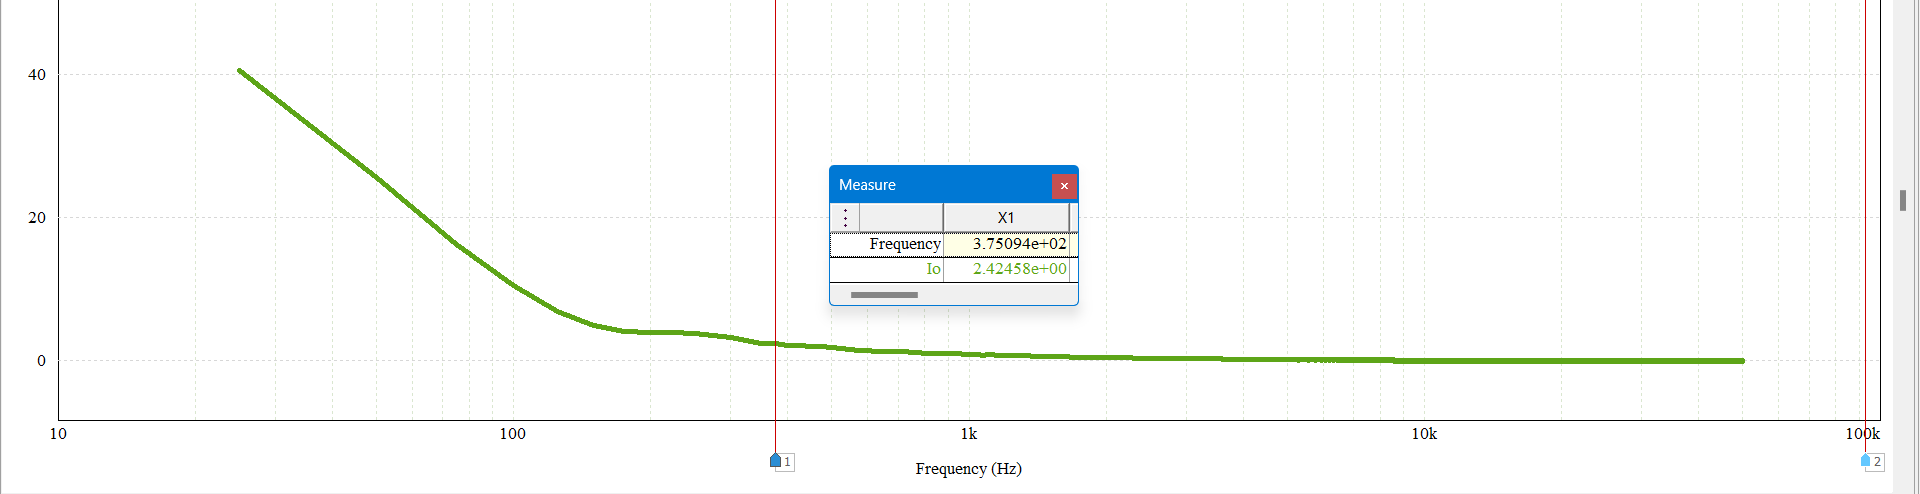 40
20
0
10
100
1k
10k
100k
Frequency (Hz)
1
2
Measure
X1
Frequency 3.75094e+02
Io 2.42458e+00